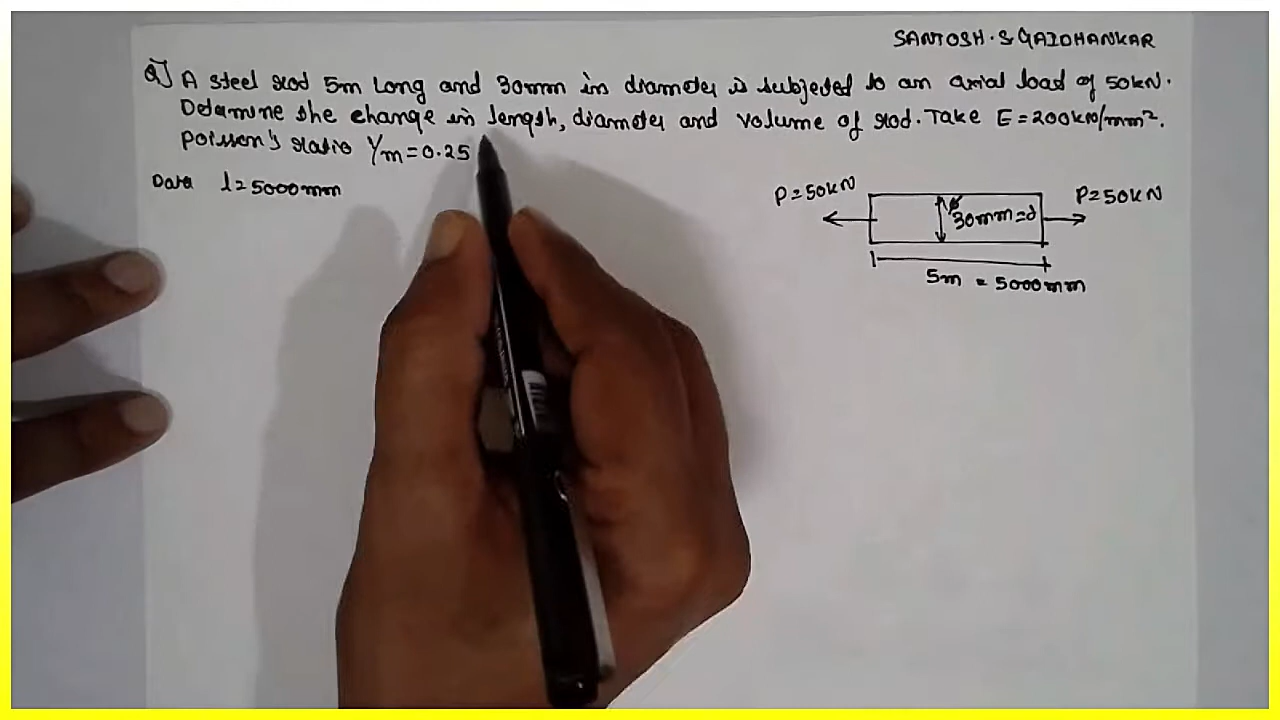 SANTOSH.S GAIDHANKAR
Q] A steel rod 5m Long and 30mm in diameter is subjected to an axial load of 50kN.
Detamine the change in length, diameter and volume of rod. Take E = 200kN/mm².
poisson's ratio 1/m = 0.25
Data l = 5000mm
P = 50kN
P = 50kN
ϕ
30mm = d
5m = 5000mm